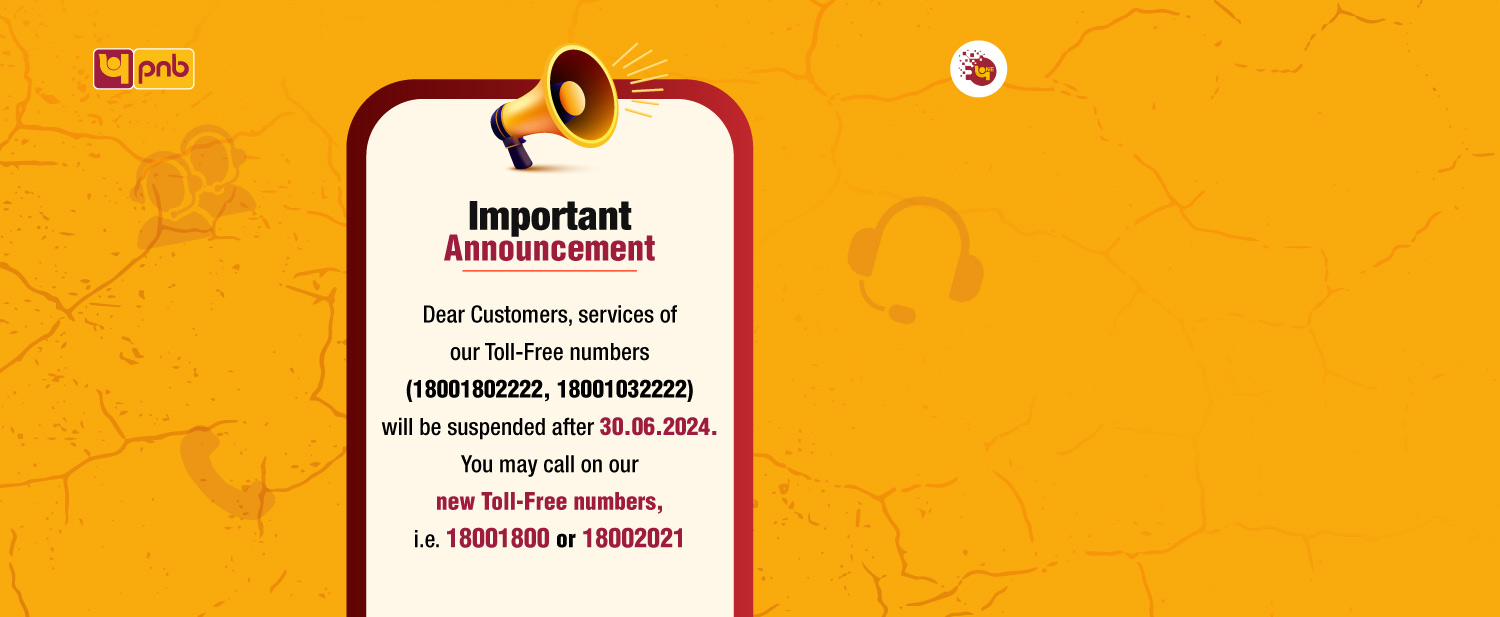 pnb
ONE
Important
Announcement
Dear Customers, services of
our Toll-Free numbers
(18001802222, 18001032222)
will be suspended after 30.06.2024.
You may call on our
new Toll-Free numbers,
i.e. 18001800 or 18002021